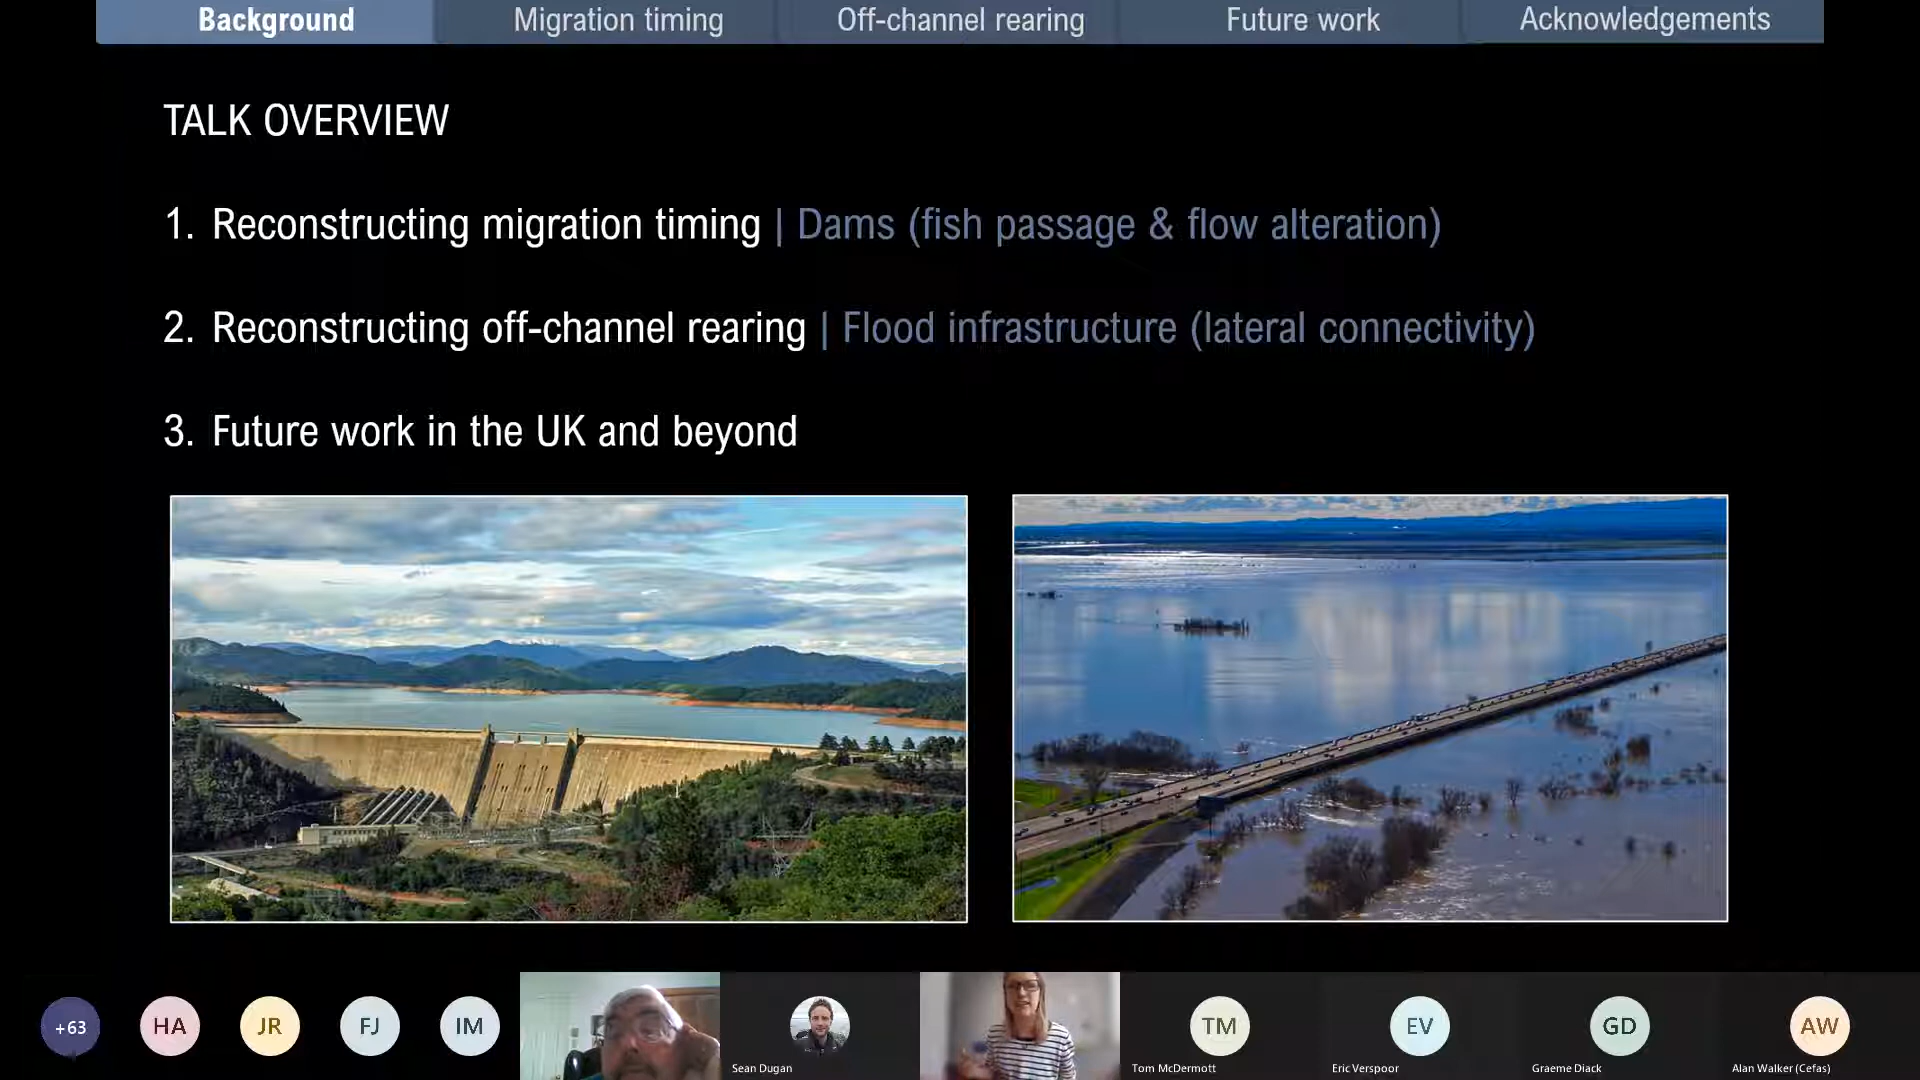 Background
Migration timing
Off-channel rearing
Future work
Acknowledgements
TALK OVERVIEW
1. Reconstructing migration timing | Dams (fish passage & flow alteration)
2. Reconstructing off-channel rearing | Flood infrastructure (lateral connectivity)
3. Future work in the UK and beyond
+63
HA
JR
FJ
IM
TM
EV
GD
AW
Sean Dugan
Tom McDermott
Eric Verspoor
Graeme Diack
Alan Walker (Cefas)